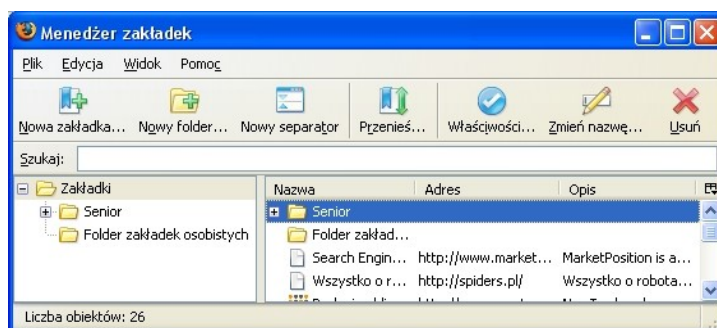 Menedżer zakładek
Plik Edycja Widok Pomoc
Nowa zakładka... Nowy folder... Nowy separator Przenieś... Właściwości... Zmień nazwę... Usuń
Szukaj:
Zakładki
Senior
Folder zakładek osobistych
Nazwa Adres Opis
Senior
Folder zakład...
Search Engin... http://www.market... MarketPosition is a...
Wszystko o r... http://spiders.pl/ Wszystko o robota...
Liczba obiektów: 26